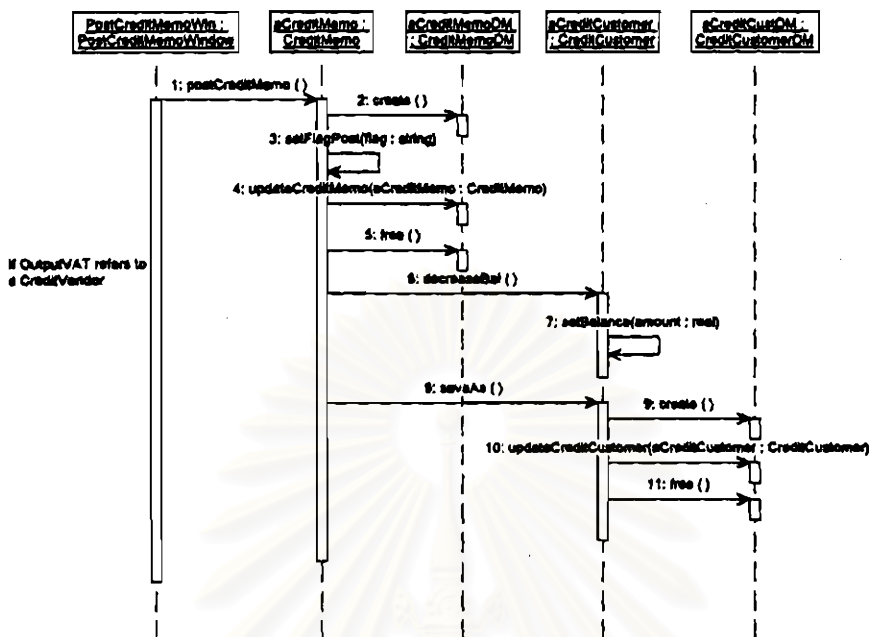 PostCreditMemoWin :
PostCreditMemoWindow
aCreditMemo :
CreditMemo
aCreditMemoDM
: CreditMemoDM
aCreditCustomer
: CreditCustomer
aCreditCustDM :
CreditCustomerDM
1: postCreditMemo ( )
2: create ( )
3: setFlagPost(flag : string)
4: updateCreditMemo(aCreditMemo : CreditMemo)
5: free ( )
If OutputVAT refers to
a CreditVendor
6: decreaseBal ( )
7: setBalance(amount : real)
8: saveAs ( )
9: create ( )
10: updateCreditCustomer(aCreditCustomer : CreditCustomer)
11: free ( )